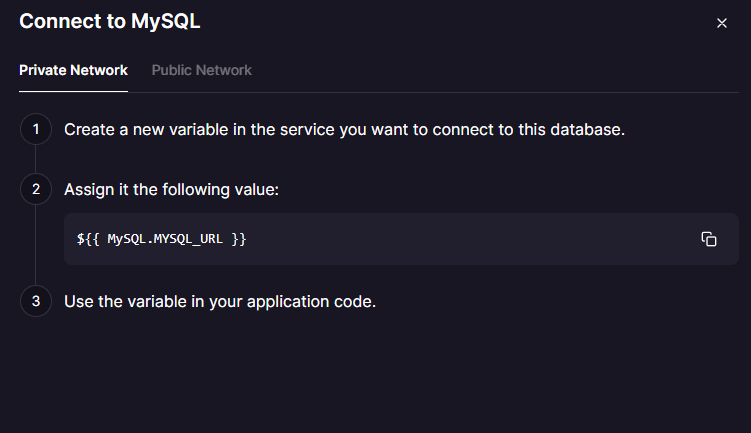 Connect to MySQL
Private Network Public Network
1 Create a new variable in the service you want to connect to this database.
2 Assign it the following value:
${{ MySQL.MYSQL_URL }}
3 Use the variable in your application code.